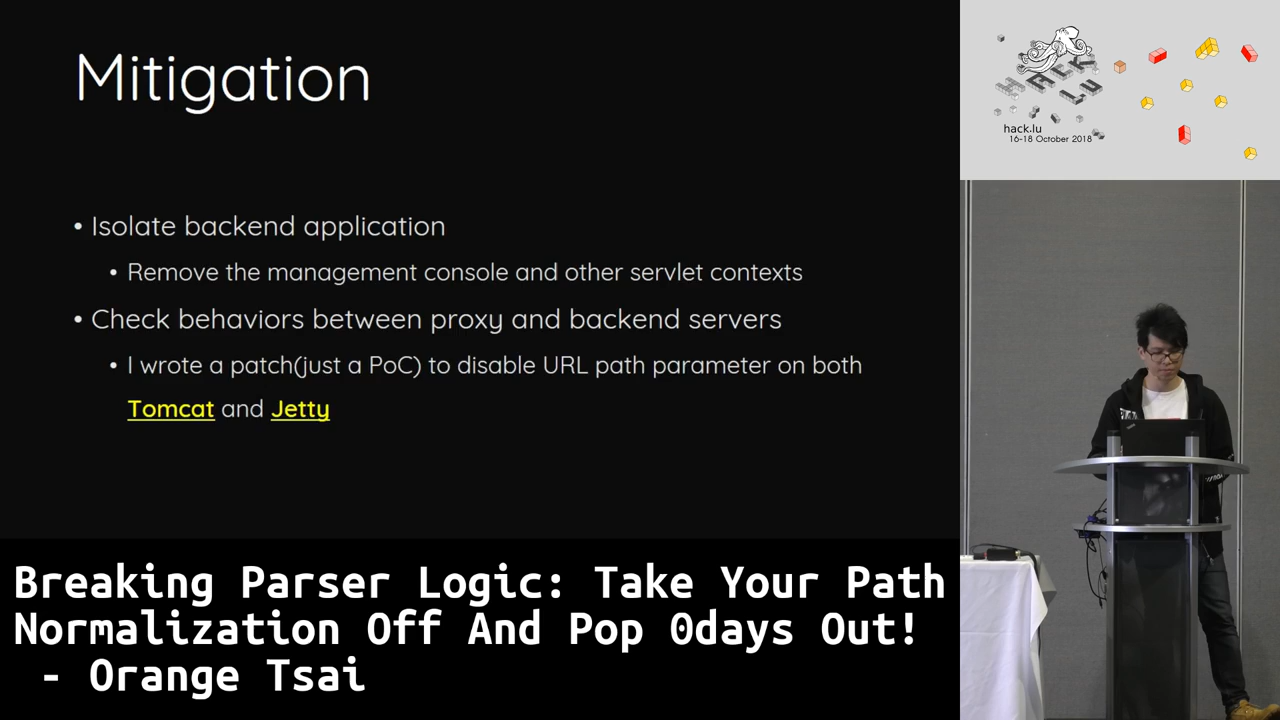 Mitigation
• Isolate backend application
• Remove the management console and other servlet contexts
• Check behaviors between proxy and backend servers
• I wrote a patch(just a PoC) to disable URL path parameter on both
Tomcat and Jetty
HACK
LU
hack.lu
16-18 October 2018
Breaking Parser Logic: Take Your Path
Normalization Off And Pop 0days Out!
- Orange Tsai